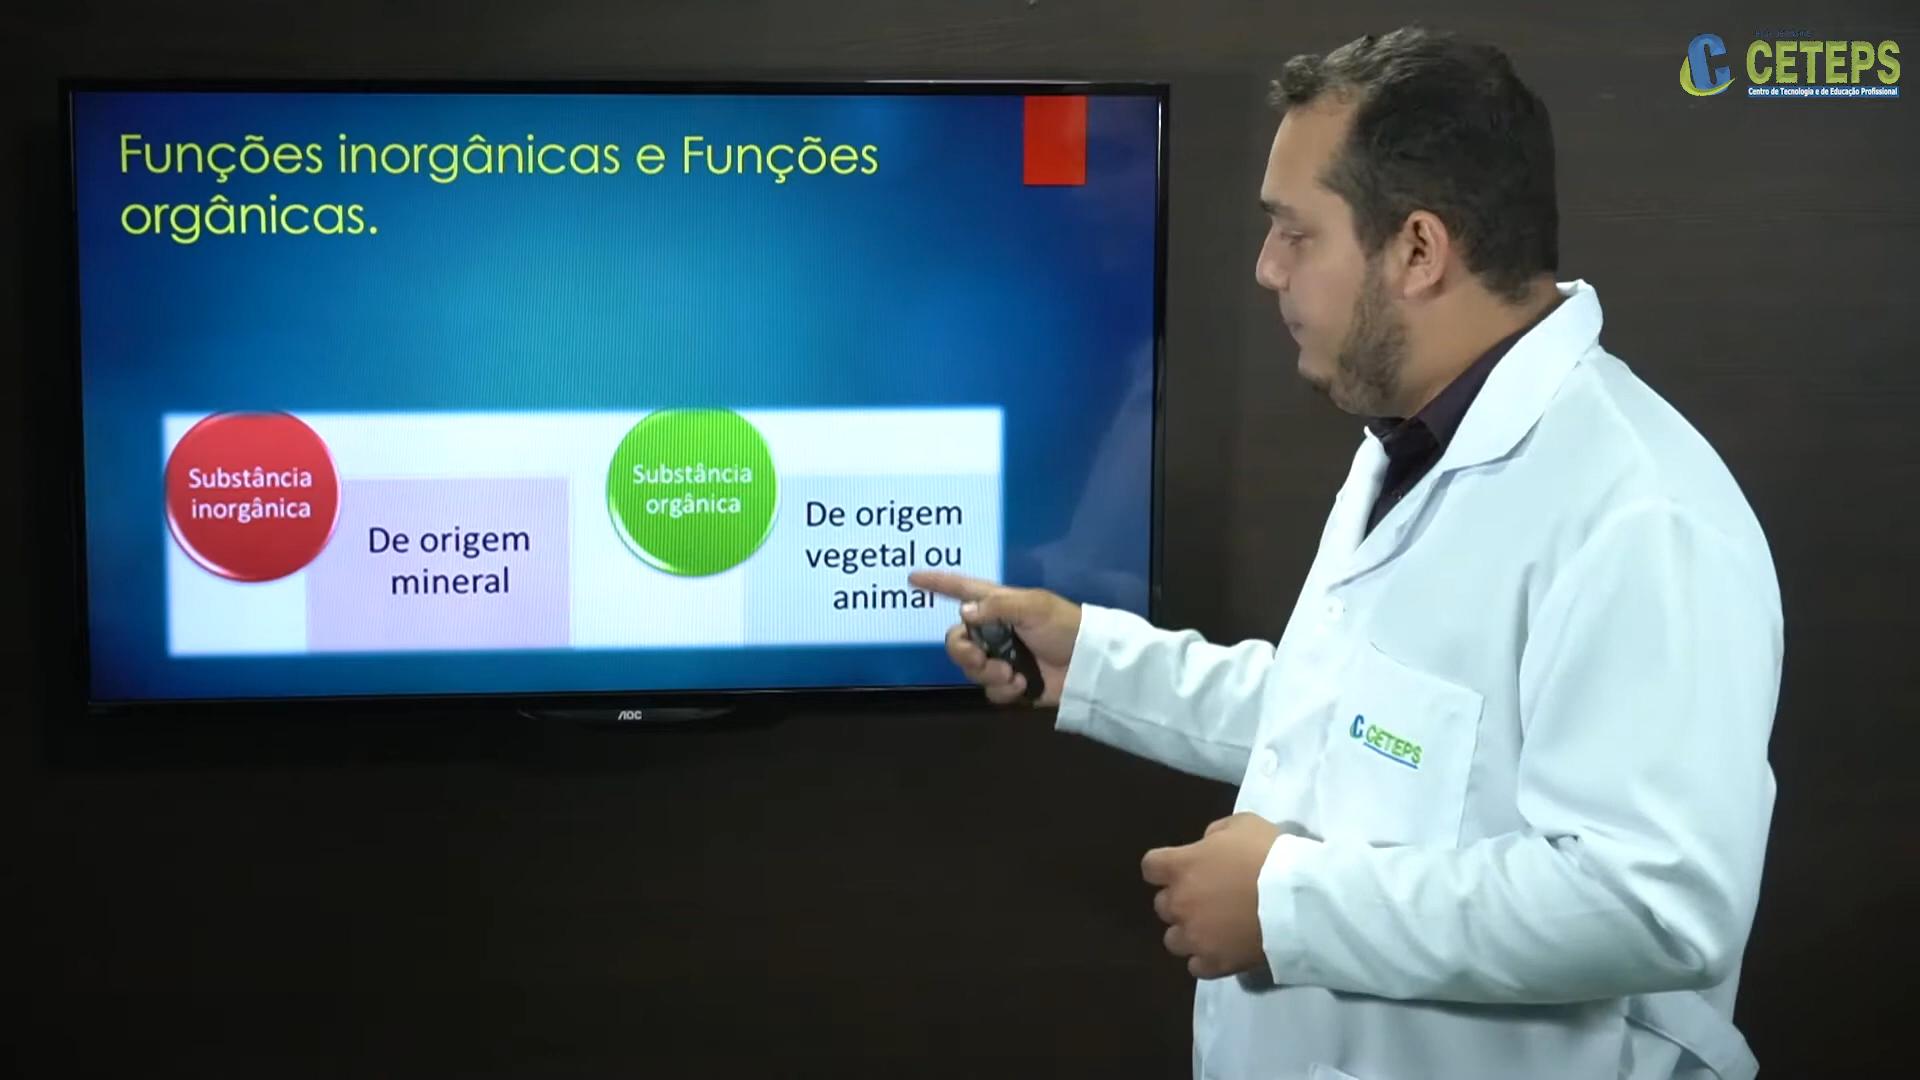 CETEPS
Centro de Tecnologia e de Educação Profissional
Funções inorgânicas e Funções
orgânicas.
Substância
inorgânica
De origem
mineral
Substância
orgânica
De origem
vegetal ou
animal
AOC
CETEPS